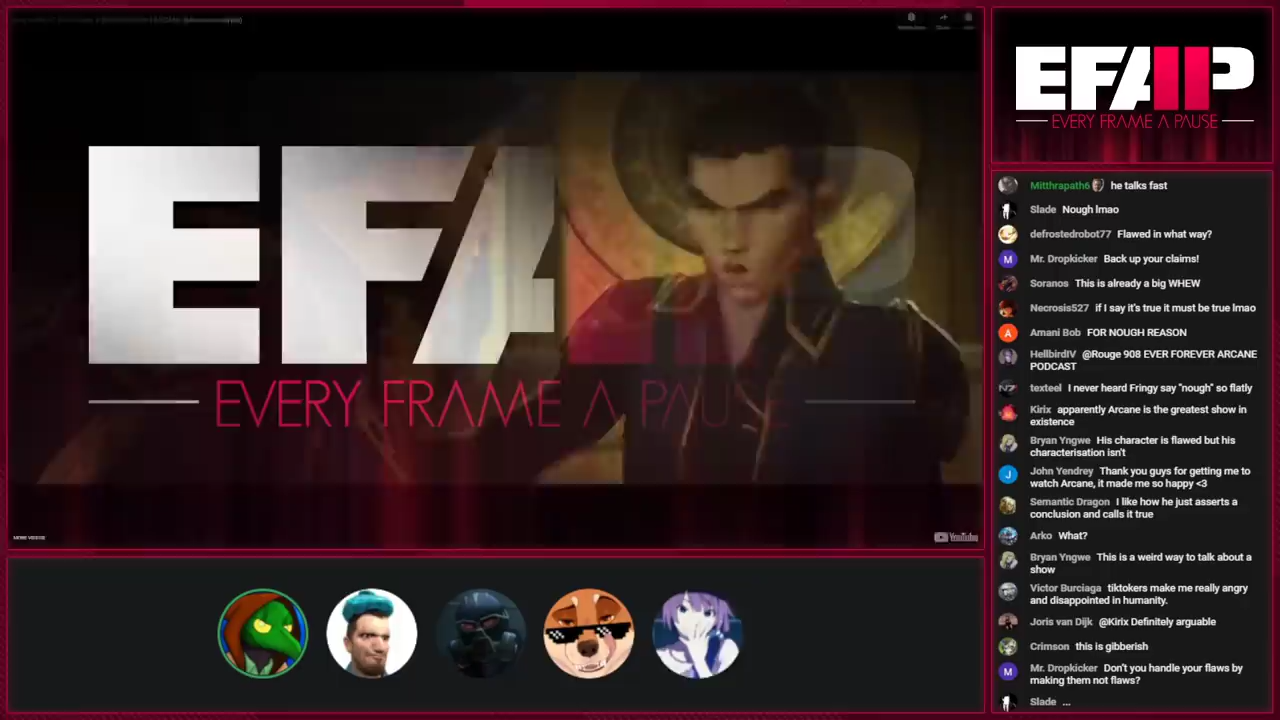 EFAP
EVERY FRAME A PAUSE
MORE VIDEOS
YouTube
EFAP
EVERY FRAME A PAUSE
Mitthrapath6 he talks fast
Slade Nough lmao
defrostedrobot77 Flawed in what way?
M Mr. Dropkicker Back up your claims!
Soranos This is already a big WHEW
Necrosis527 if I say it's true it must be true lmao
A Amani Bob FOR NOUGH REASON
HellbirdIV @Rouge 908 EVER FOREVER ARCANE
PODCAST
texteel I never heard Fringy say "nough" so flatly
Kirix apparently Arcane is the greatest show in
existence
Bryan Yngwe His character is flawed but his
characterisation isn't
J John Yendrey Thank you guys for getting me to
watch Arcane, it made me so happy <3
Semantic Dragon I like how he just asserts a
conclusion and calls it true
Arko What?
Bryan Yngwe This is a weird way to talk about a
show
Victor Burciaga tiktokers make me really angry
and disappointed in humanity.
Joris van Dijk @Kirix Definitely arguable
Crimson this is gibberish
M Mr. Dropkicker Don't you handle your flaws by
making them not flaws?
Slade ...